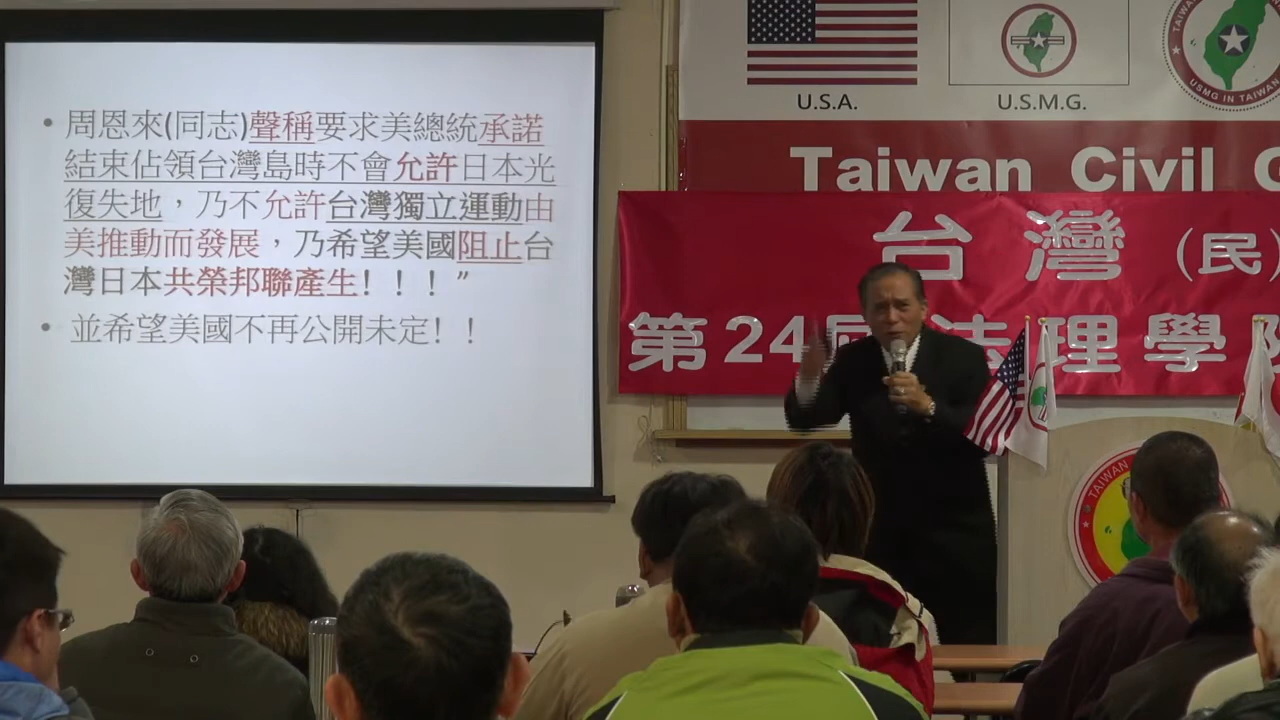 • 周恩來(同志)聲稱要求美總統承諾
結束佔領台灣島時不會允許日本光
復失地，乃不允許台灣獨立運動由
美推動而發展，乃希望美國阻止台
灣日本共榮邦聯產生！！！”
• 並希望美國不再公開未定！！
U.S.A.
U.S.M.G.
USMG IN TAIWAN
Taiwan Civil G
台灣（民）
第24屆法理學院
TAIWAN